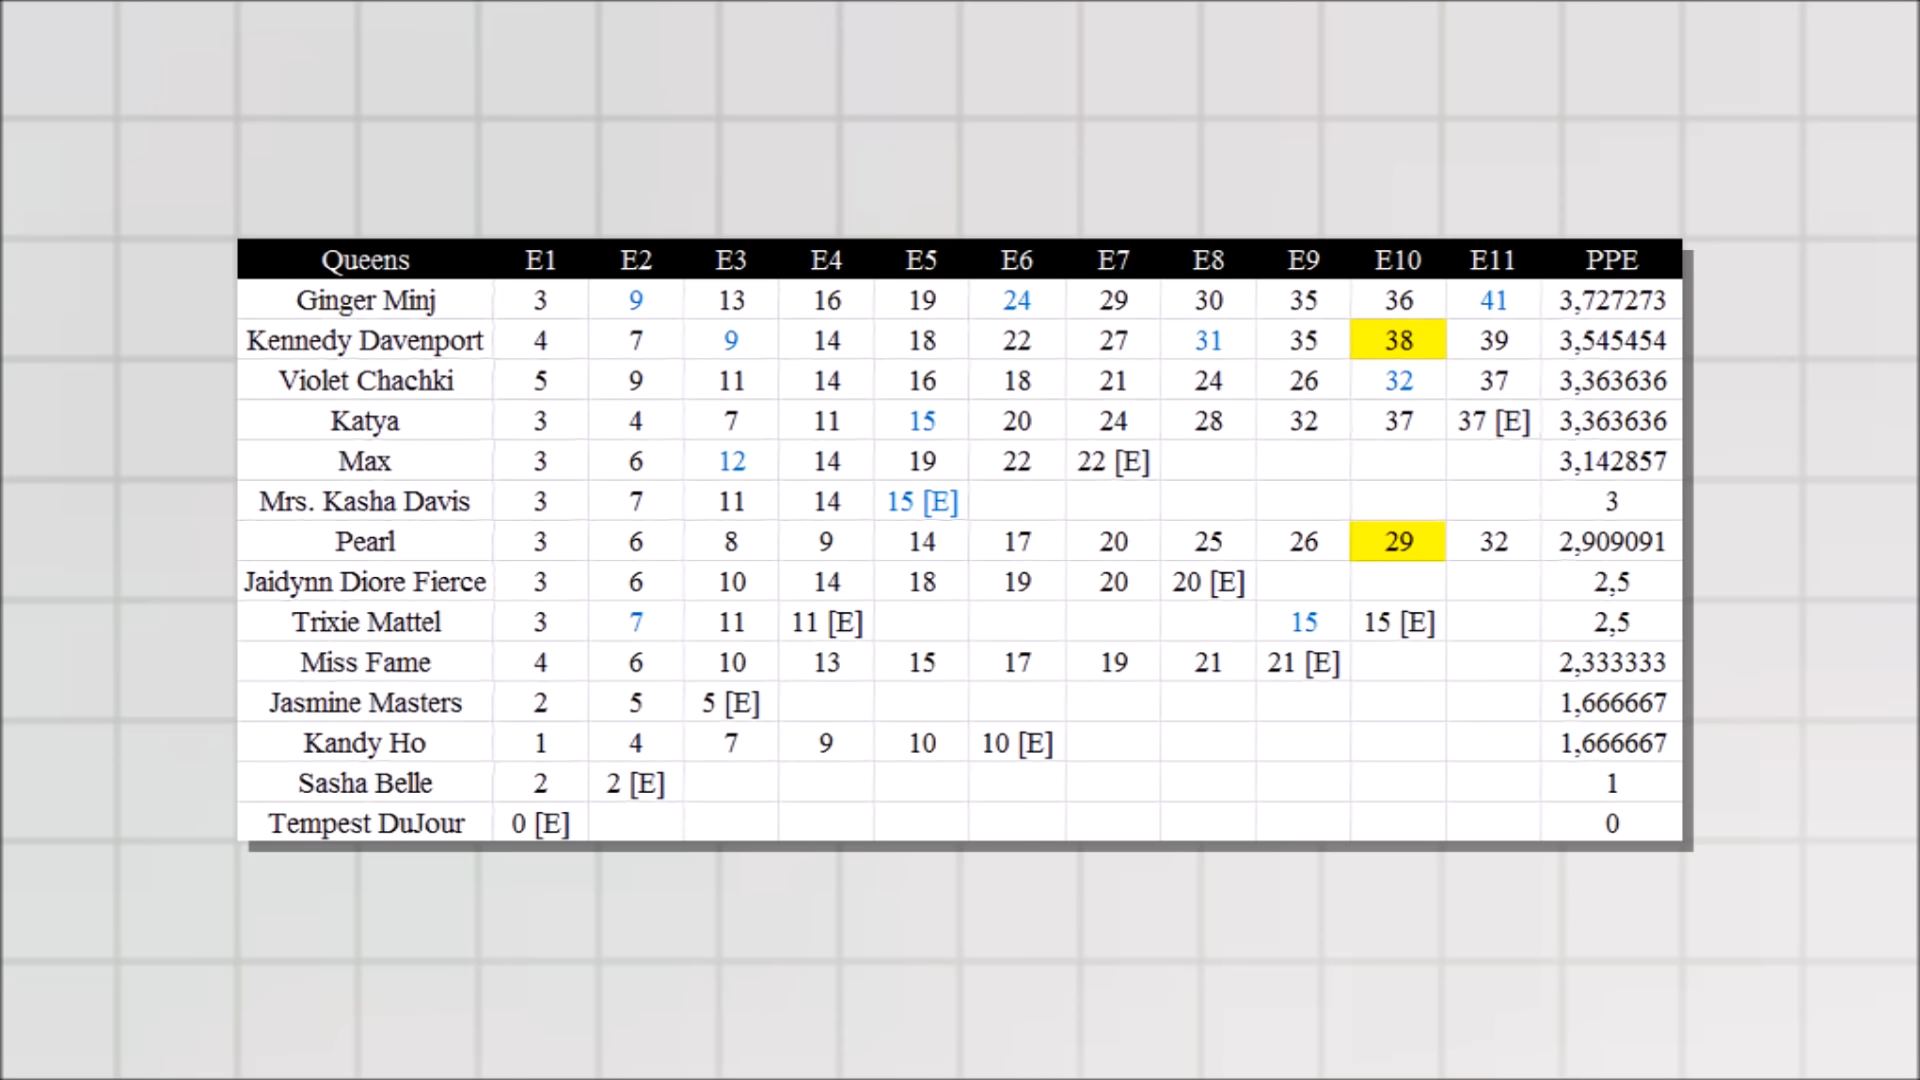 Queens E1 E2 E3 E4 E5 E6 E7 E8 E9 E10 E11 PPE
Ginger Minj 3 9 13 16 19 24 29 30 35 36 41 3,727273
Kennedy Davenport 4 7 9 14 18 22 27 31 35 38 39 3,545454
Violet Chachki 5 9 11 14 16 18 21 24 26 32 37 3,363636
Katya 3 4 7 11 15 20 24 28 32 37 37 [E] 3,363636
Max 3 6 12 14 19 22 22 [E] 3,142857
Mrs. Kasha Davis 3 7 11 14 15 [E] 3
Pearl 3 6 8 9 14 17 20 25 26 29 32 2,909091
Jaidynn Diore Fierce 3 6 10 14 18 19 20 20 [E] 2,5
Trixie Mattel 3 7 11 11 [E] 15 15 [E] 2,5
Miss Fame 4 6 10 13 15 17 19 21 21 [E] 2,333333
Jasmine Masters 2 5 5 [E] 1,666667
Kandy Ho 1 4 7 9 10 10 [E] 1,666667
Sasha Belle 2 2 [E] 1
Tempest DuJour 0 [E] 0